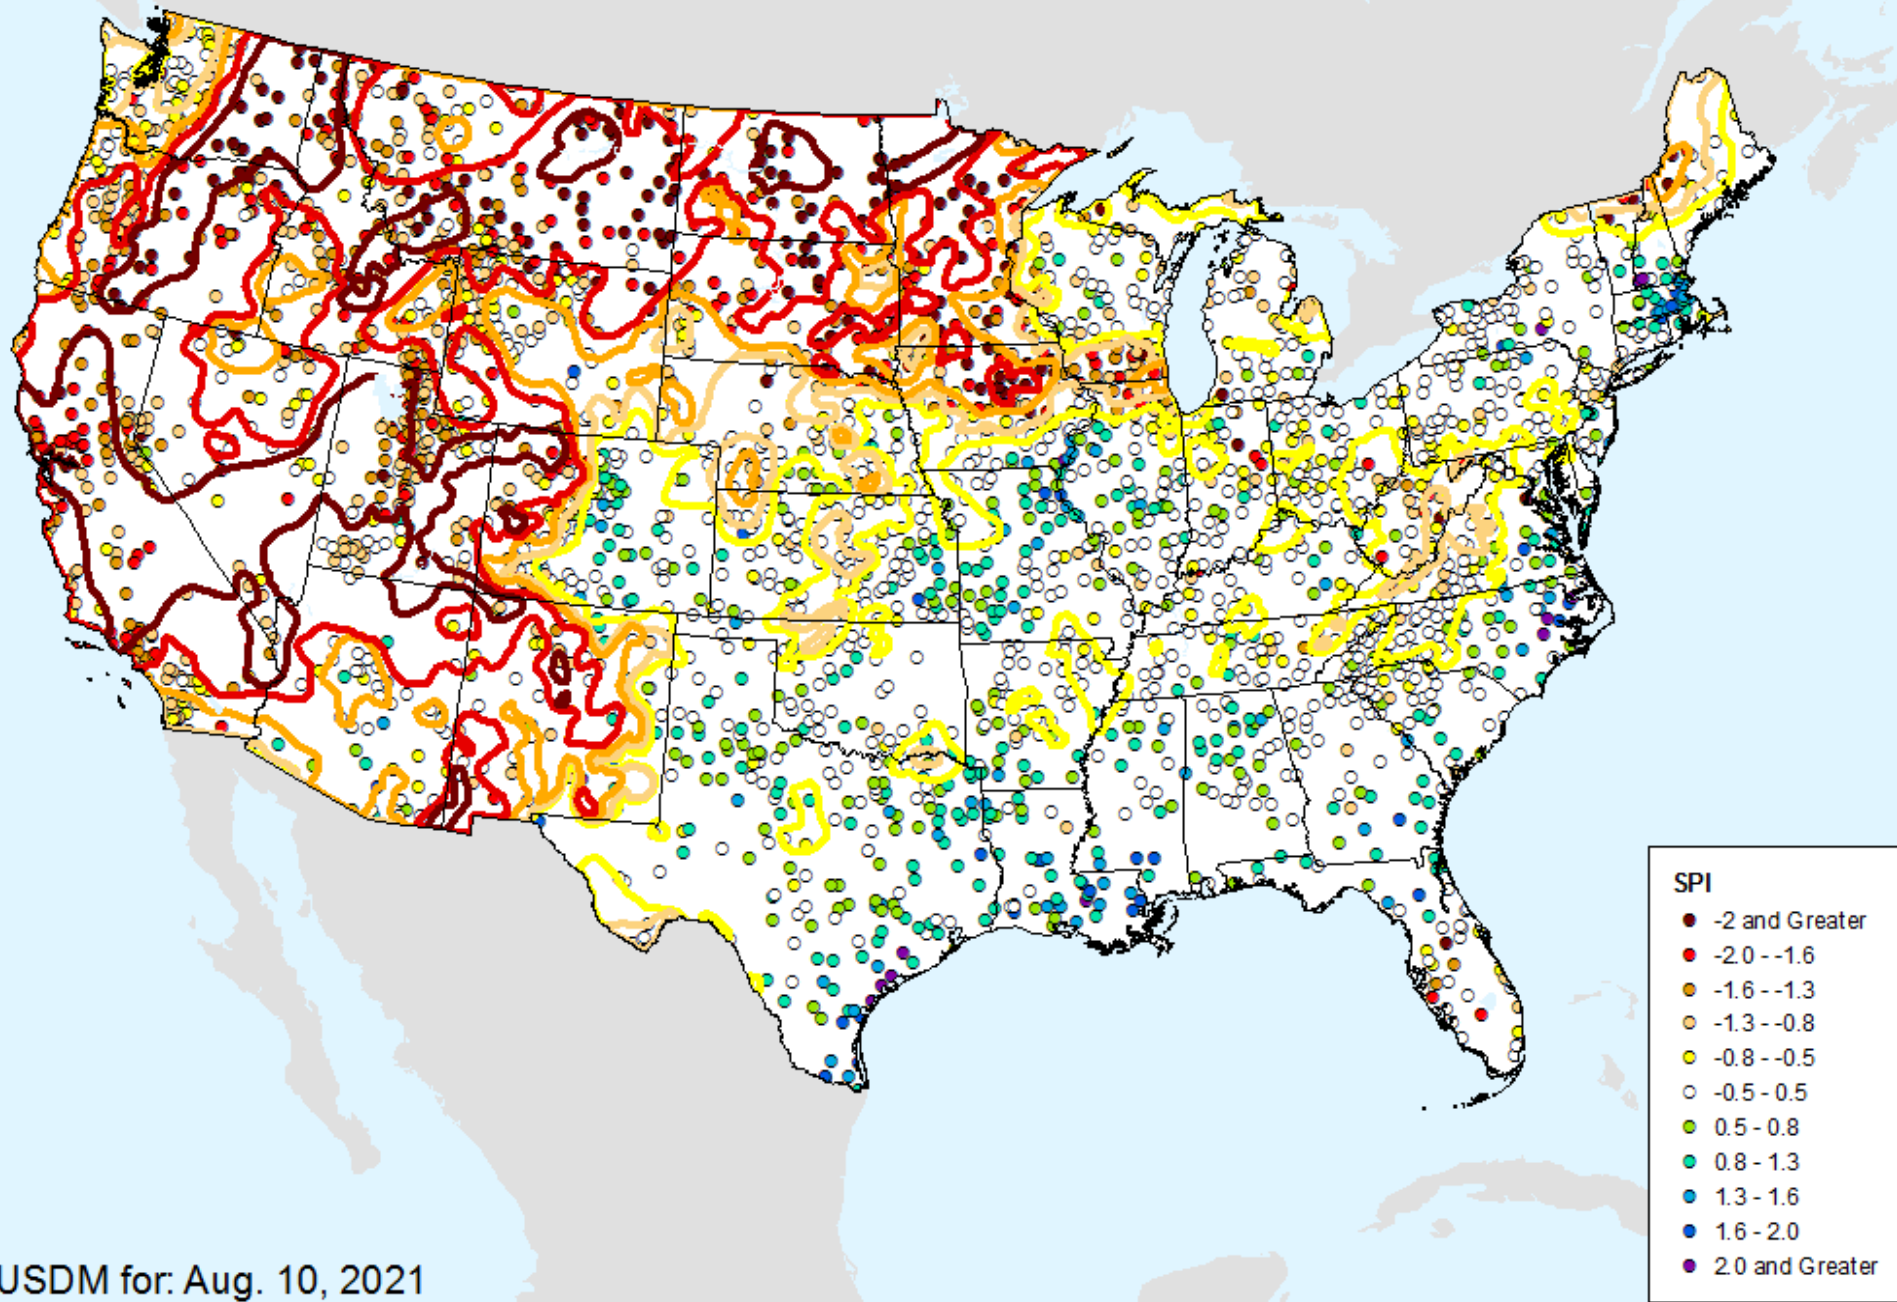 SPI
-2 and Greater
-2.0 - -1.6
-1.6 - -1.3
-1.3 - -0.8
-0.8 - -0.5
-0.5 - 0.5
0.5 - 0.8
0.8 - 1.3
1.3 - 1.6
1.6 - 2.0
2.0 and Greater
USDM for: Aug. 10, 2021